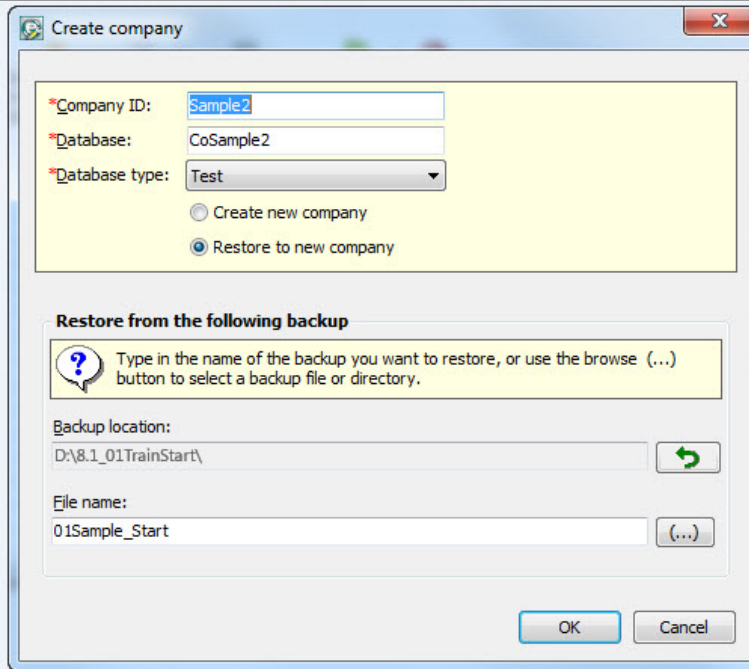 Create company
*Company ID: Sample2
*Database: CoSample2
*Database type: Test
Create new company
Restore to new company
Restore from the following backup
Type in the name of the backup you want to restore, or use the browse (...)
button to select a backup file or directory.
Backup location:
D:\8.1_01TrainStart\
File name:
01Sample_Start
(...)
OK Cancel